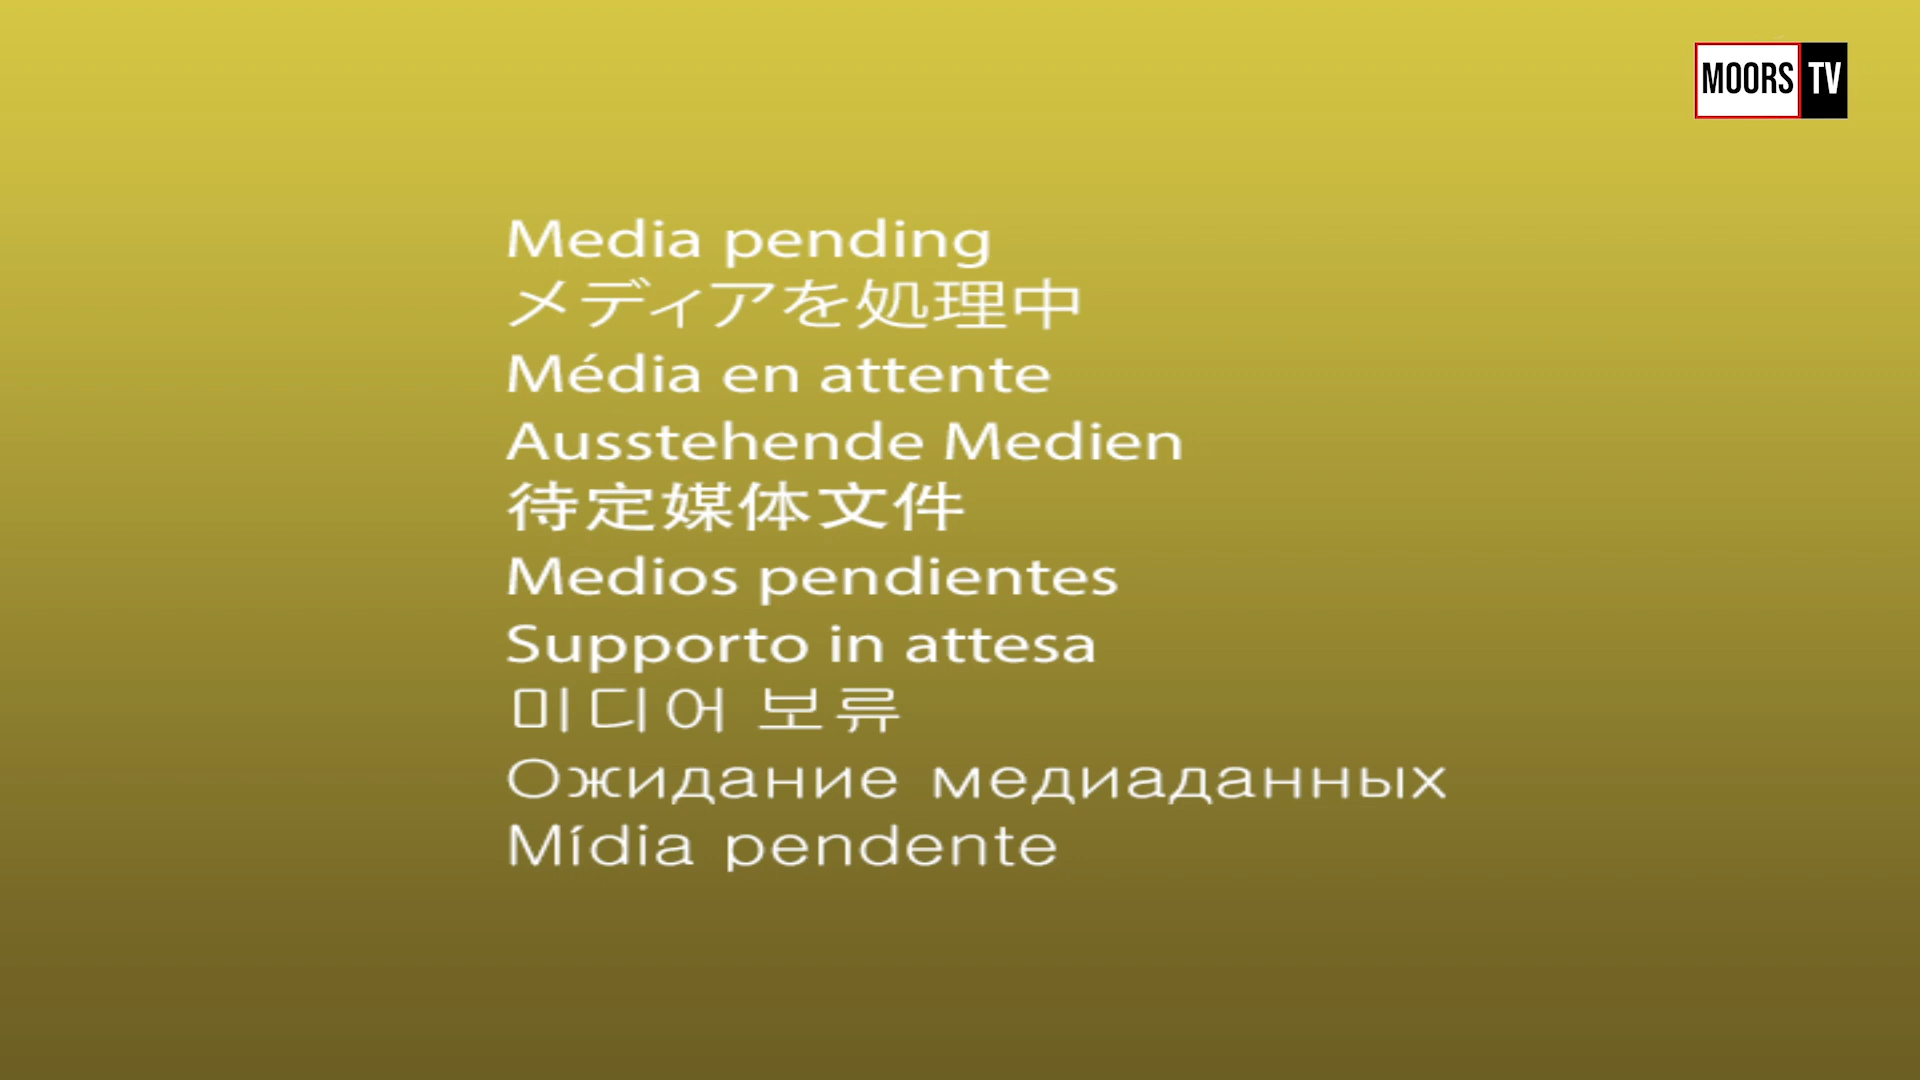 MOORS TV
Media pending
メディアを処理中
Média en attente
Ausstehende Medien
待定媒体文件
Medios pendientes
Supporto in attesa
미디어 보류
Ожидание медиаданных
Mídia pendente